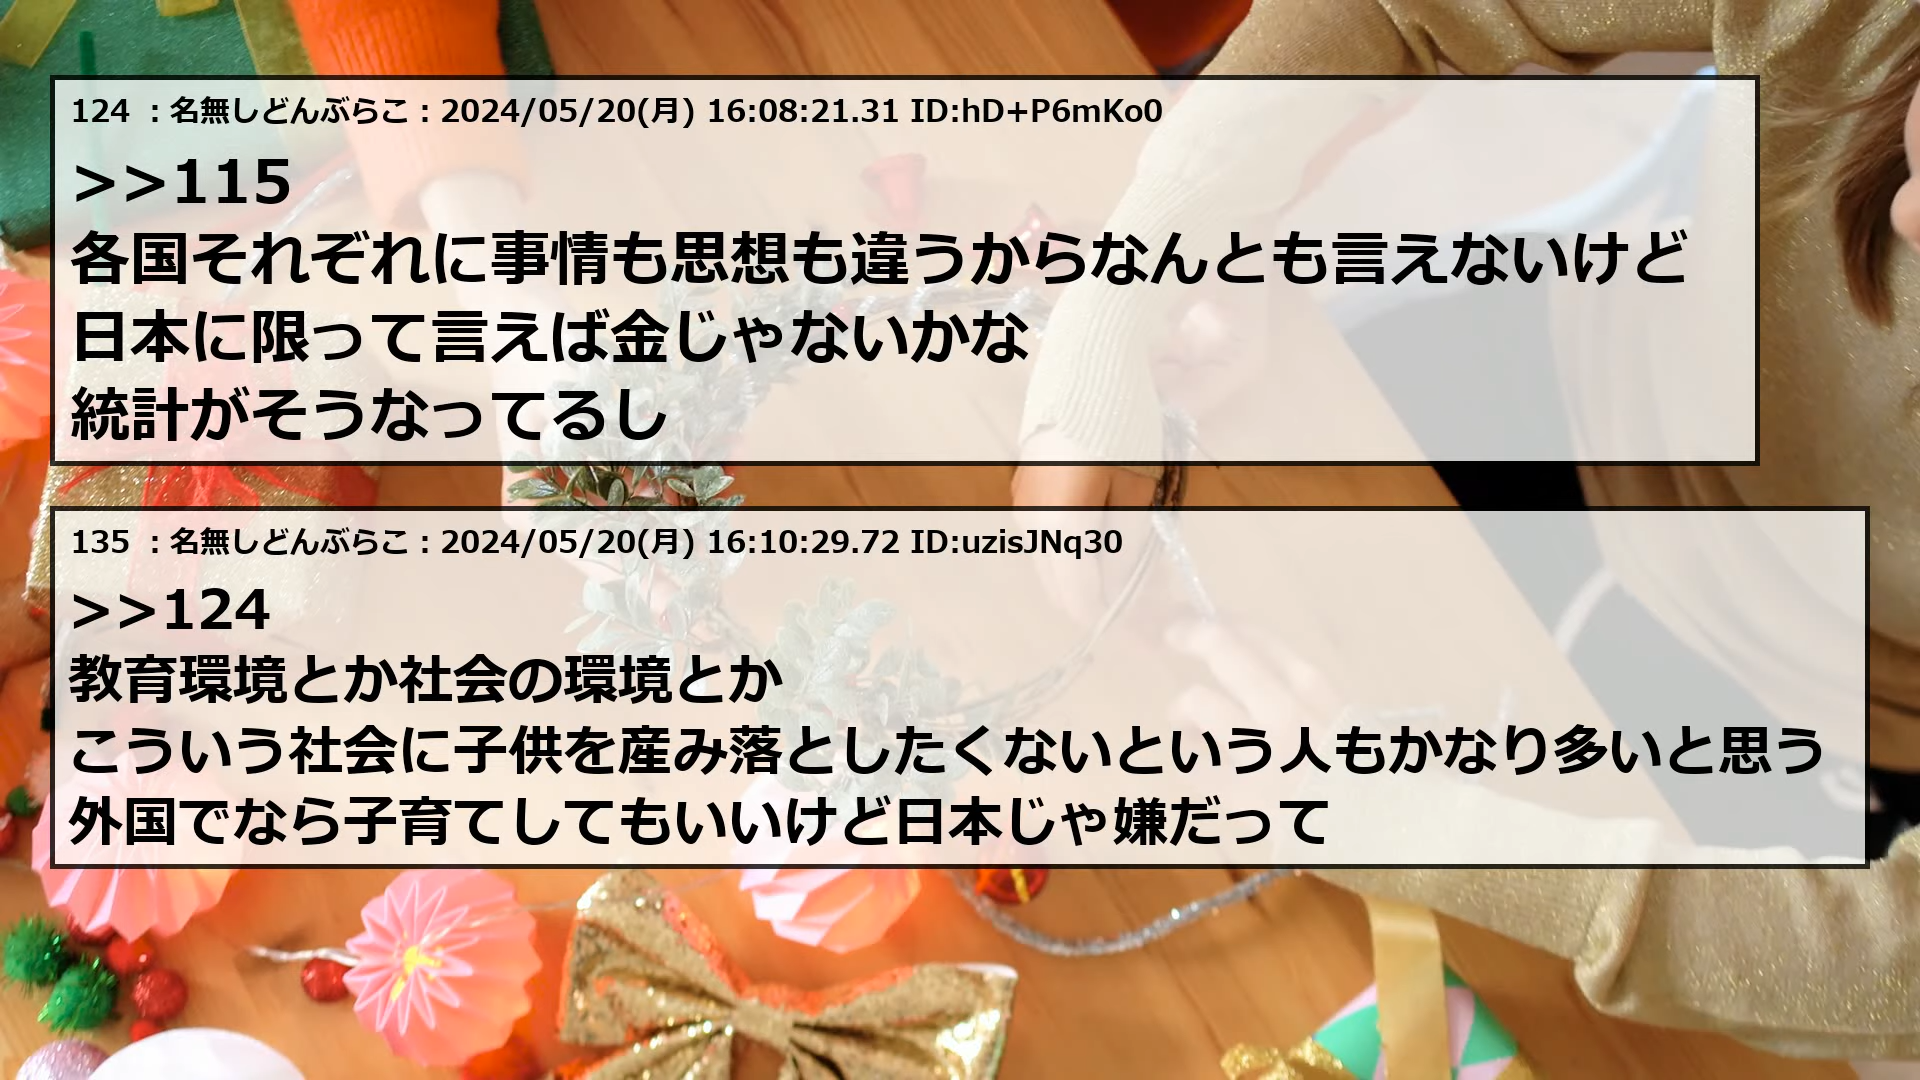 124 ：名無しどんぶらこ：2024/05/20(月) 16:08:21.31 ID:hD+P6mKo0
>>115
各国それぞれに事情も思想も違うからなんとも言えないけど
日本に限って言えば金じゃないかな
統計がそうなってるし
135 ：名無しどんぶらこ：2024/05/20(月) 16:10:29.72 ID:uzisJNq30
>>124
教育環境とか社会の環境とか
こういう社会に子供を産み落としたくないという人もかなり多いと思う
外国でなら子育てしてもいいけど日本じゃ嫌だって